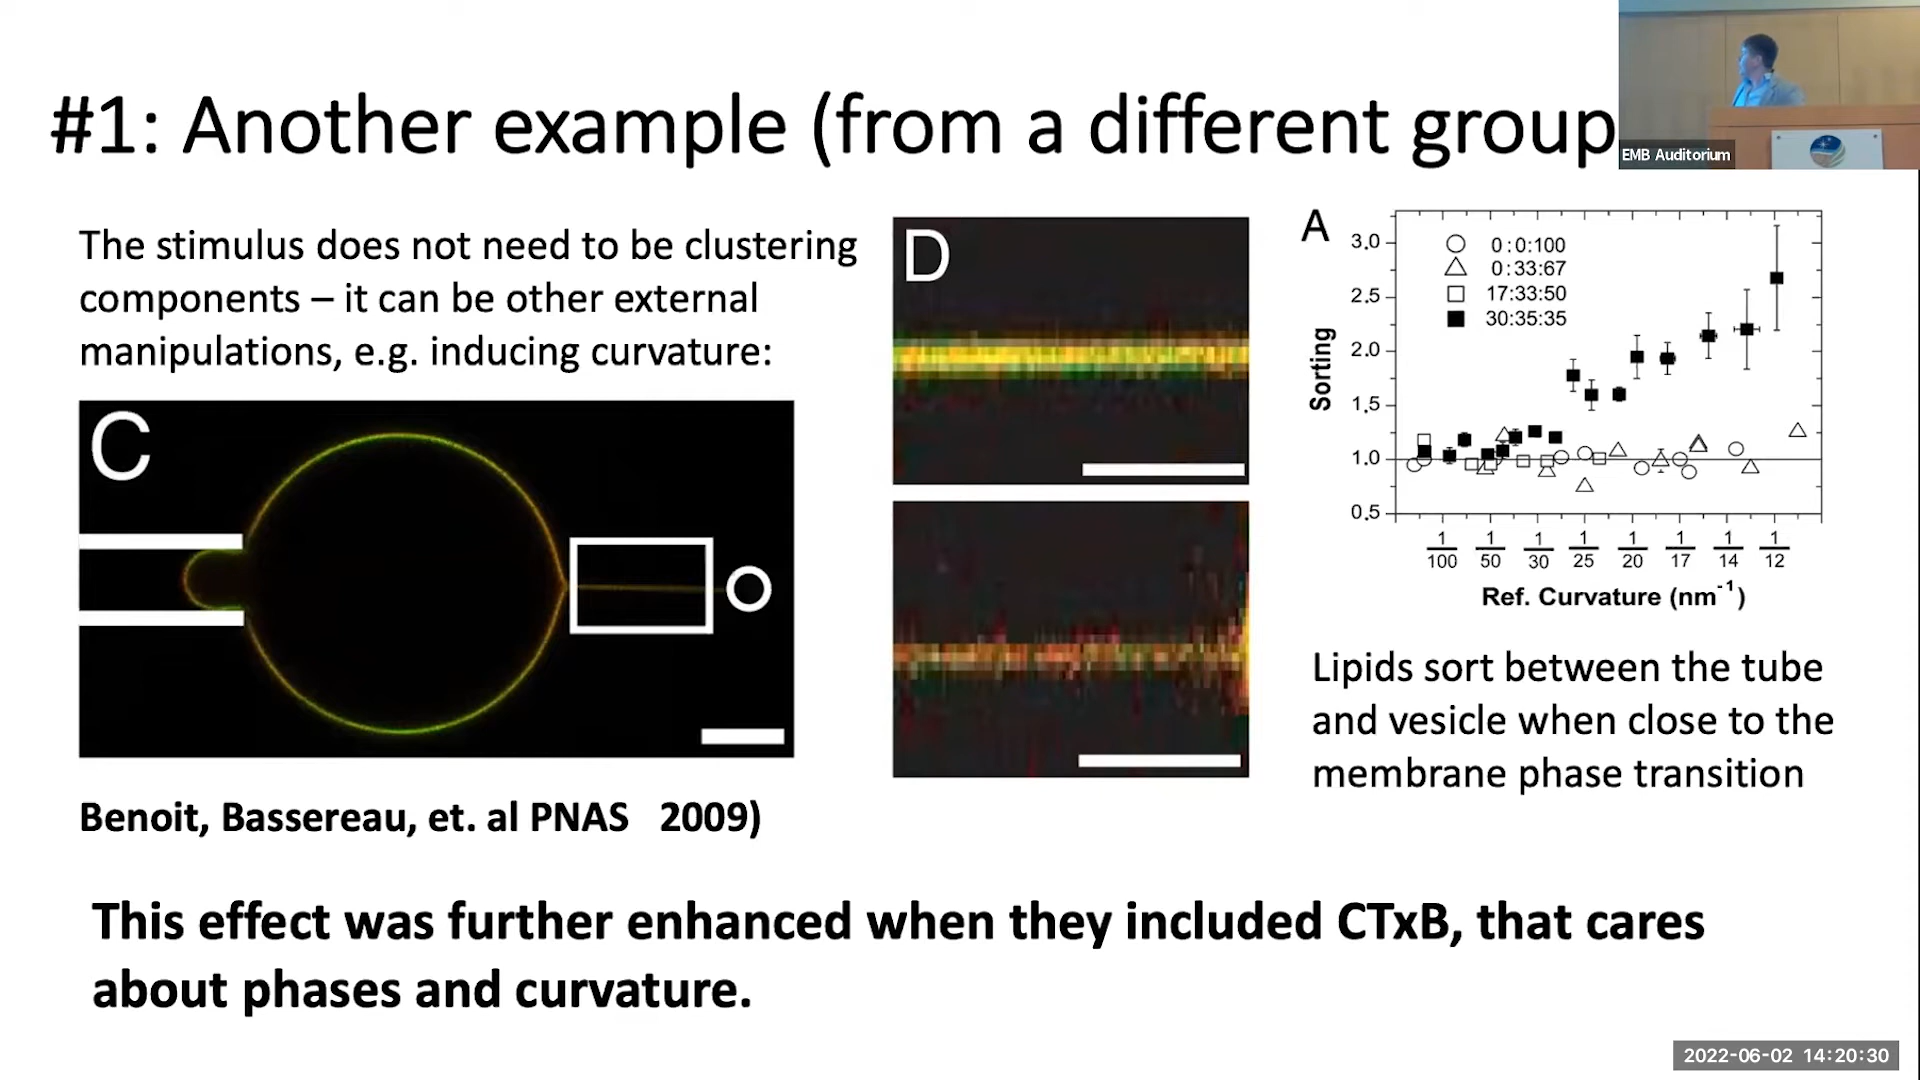 #1: Another example (from a different group
EMB Auditorium
The stimulus does not need to be clustering
components – it can be other external
manipulations, e.g. inducing curvature:
C
D
A
3.0
2.5
2.0
1.5
1.0
0.5
Sorting
0:0:100
0:33:67
17:33:50
30:35:35
1/100 1/50 1/30 1/25 1/20 1/17 1/14 1/12
Ref. Curvature (nm⁻¹)
Lipids sort between the tube
and vesicle when close to the
membrane phase transition
Benoit, Bassereau, et. al PNAS 2009)
This effect was further enhanced when they included CTxB, that cares
about phases and curvature.
2022-06-02 14:20:30